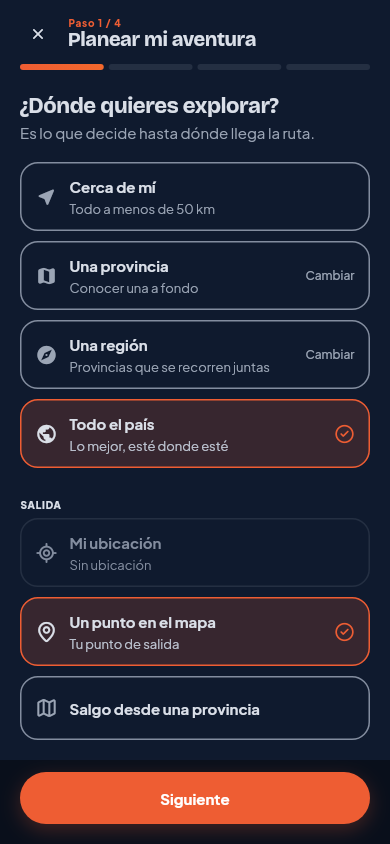 Paso 1 / 4
Planear mi aventura
¿Dónde quieres explorar?
Es lo que decide hasta dónde llega la ruta.
Cerca de mí
Todo a menos de 50 km
Una provincia
Conocer una a fondo
Cambiar
Una región
Provincias que se recorren juntas
Cambiar
Todo el país
Lo mejor, esté donde esté
SALIDA
Mi ubicación
Sin ubicación
Un punto en el mapa
Tu punto de salida
Salgo desde una provincia
Siguiente